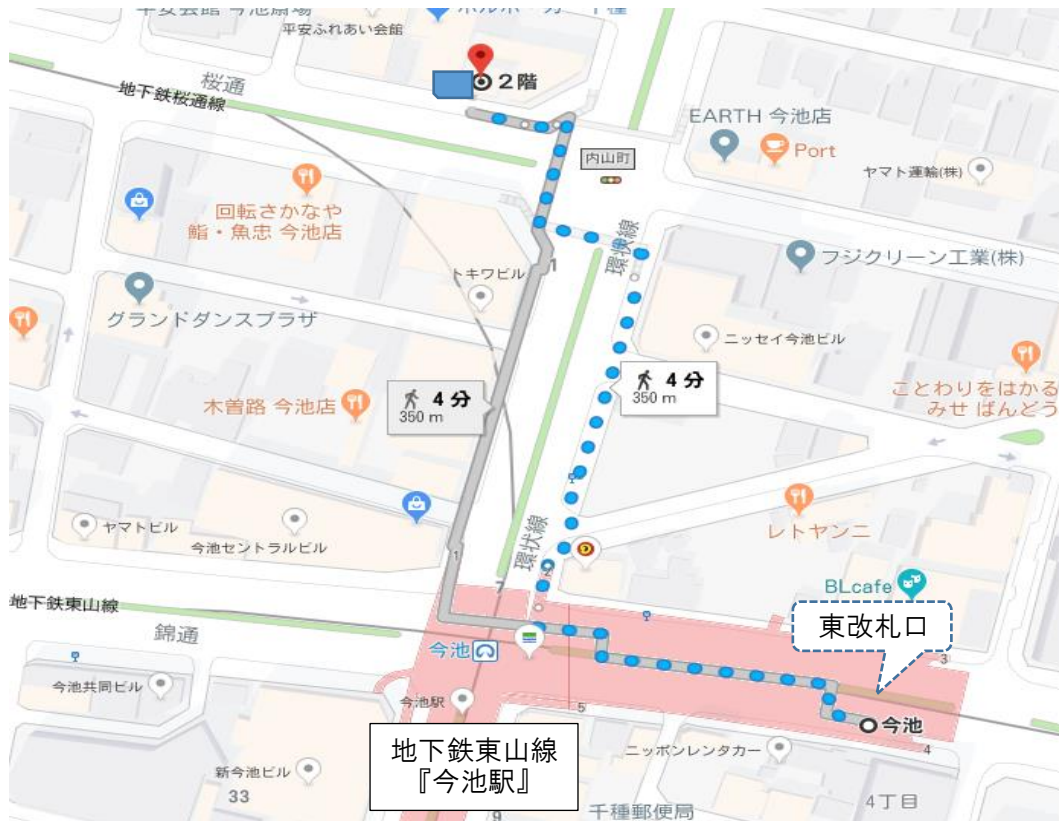 平安ふれあい会館
桜通
地下鉄桜通線
2階
EARTH 今池店
Port
内山町
ヤマト運輸(株)
回転さかなや
鮨・魚忠 今池店
環状線
フジクリーン工業(株)
トキワビル
1
グランドダンスプラザ
ニッセイ今池ビル
4 分
350 m
4 分
350 m
ことわりをはかる
みせ ばんどう
木曽路 今池店
ヤマトビル
今池セントラルビル
1
環状線
レトヤンニ
2
7
BLcafe
地下鉄東山線
錦通
東改札口
今池
3
今池共同ビル
今池駅
5
今池
4
地下鉄東山線
『今池駅』
ニッポンレンタカー
新今池ビル
33
9
千種郵便局
4丁目